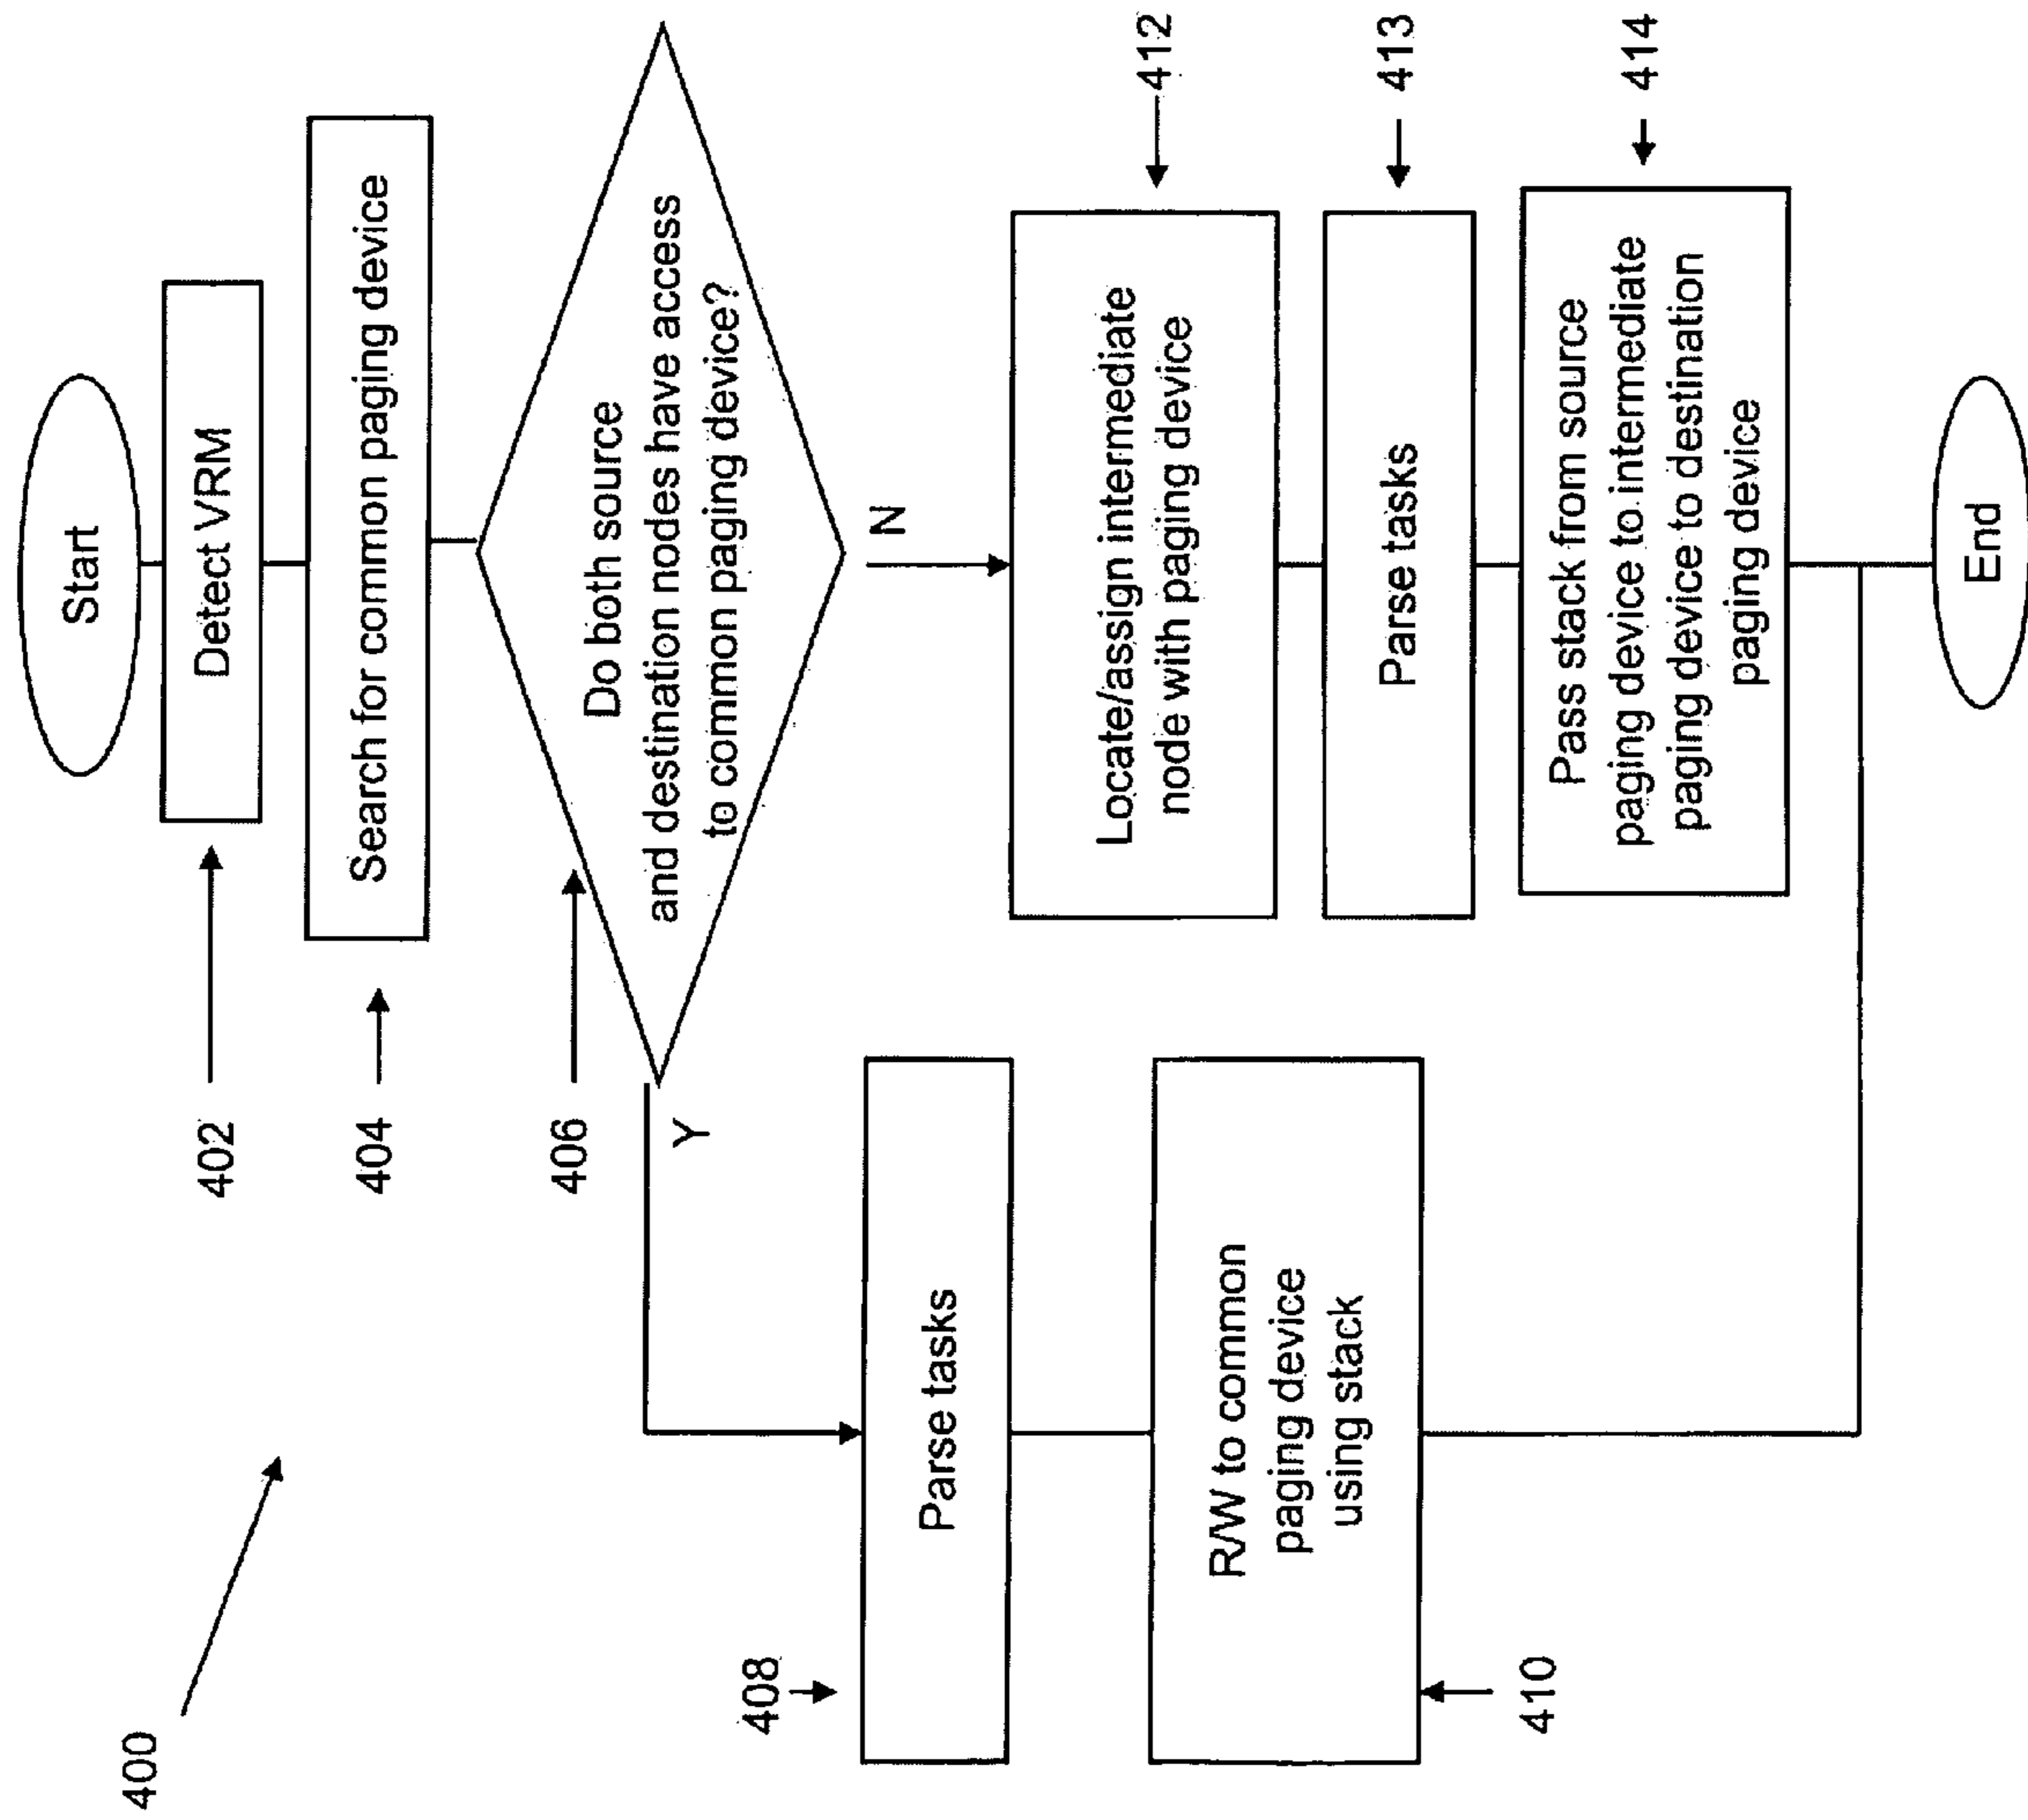 400
Start
402
Detect VRM
404
Search for common paging device
406
Do both source
and destination nodes have access
to common paging device?
Y
N
408
Parse tasks
R/W to common
paging device
using stack
410
Locate/assign intermediate
node with paging device
412
Parse tasks
413
Pass stack from source
paging device to intermediate
paging device to destination
paging device
414
End